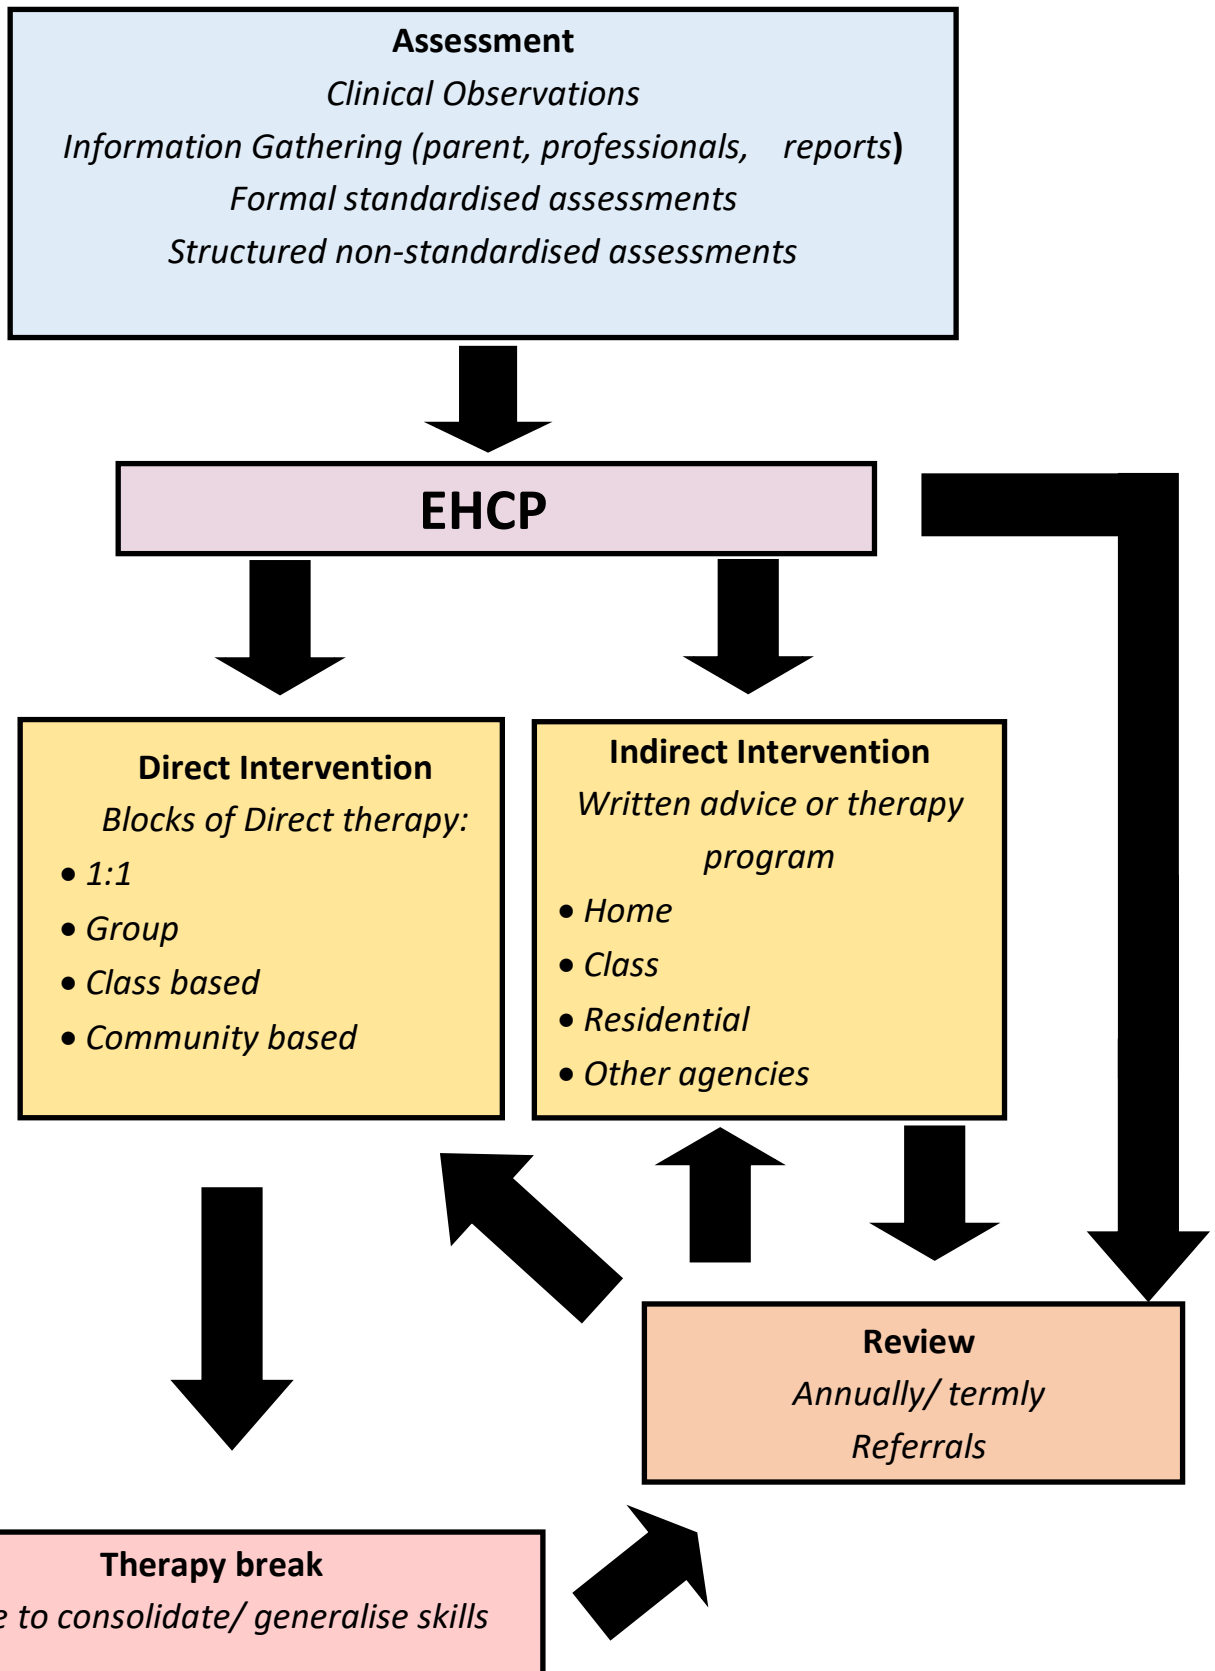 Assessment
Clinical Observations
Information Gathering (parent, professionals, reports)
Formal standardised assessments
Structured non-standardised assessments
EHCP
Direct Intervention
Blocks of Direct therapy:
• 1:1
• Group
• Class based
• Community based
Indirect Intervention
Written advice or therapy
program
• Home
• Class
• Residential
• Other agencies
Review
Annually/ termly
Referrals
Therapy break
to consolidate/ generalise skills